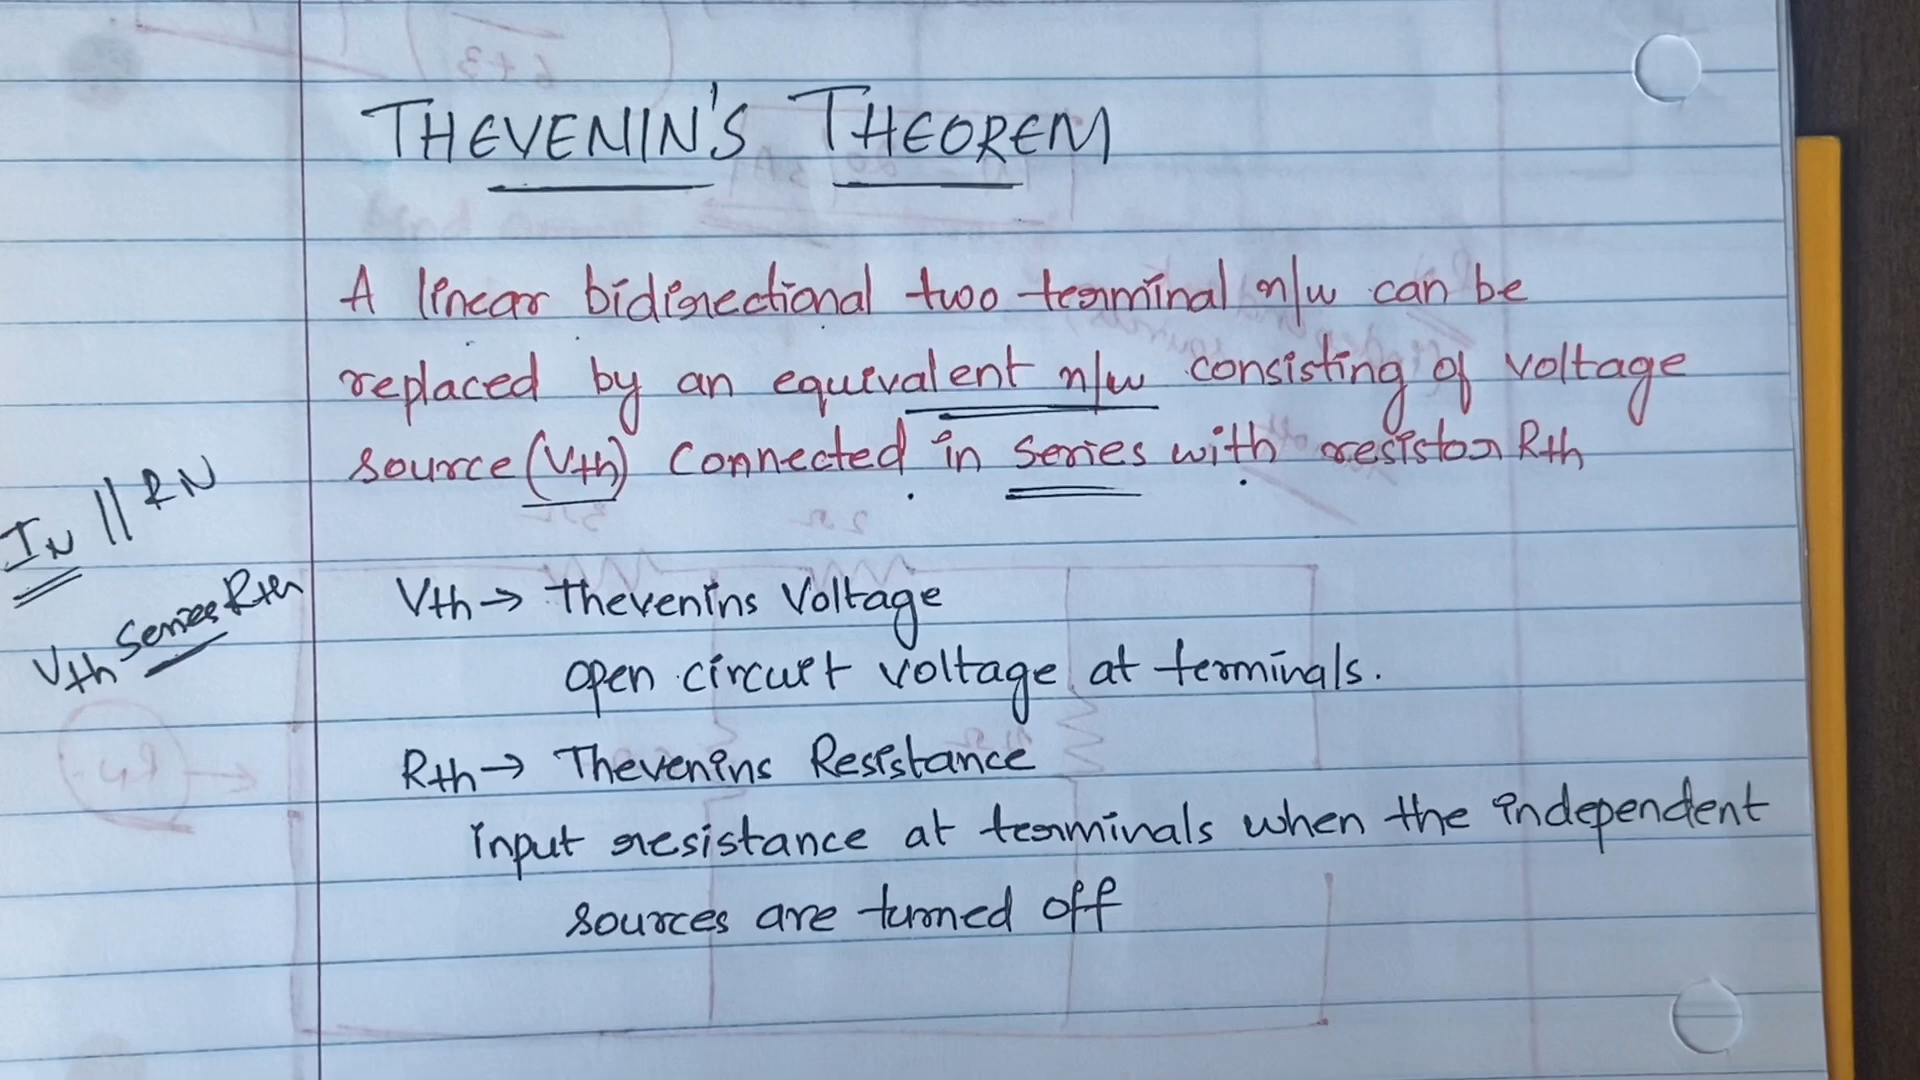 THEVENIN'S THEOREM
A linear bidirectional two terminal n/w can be
replaced by an equivalent n/w consisting of voltage
source (Vth) connected in series with resistor Rth
IN || RN
Vth series Rth
Vth → Thevenins Voltage
open circuit voltage at terminals.
Rth → Thevenins Resistance
input resistance at terminals when the independent
sources are turned off